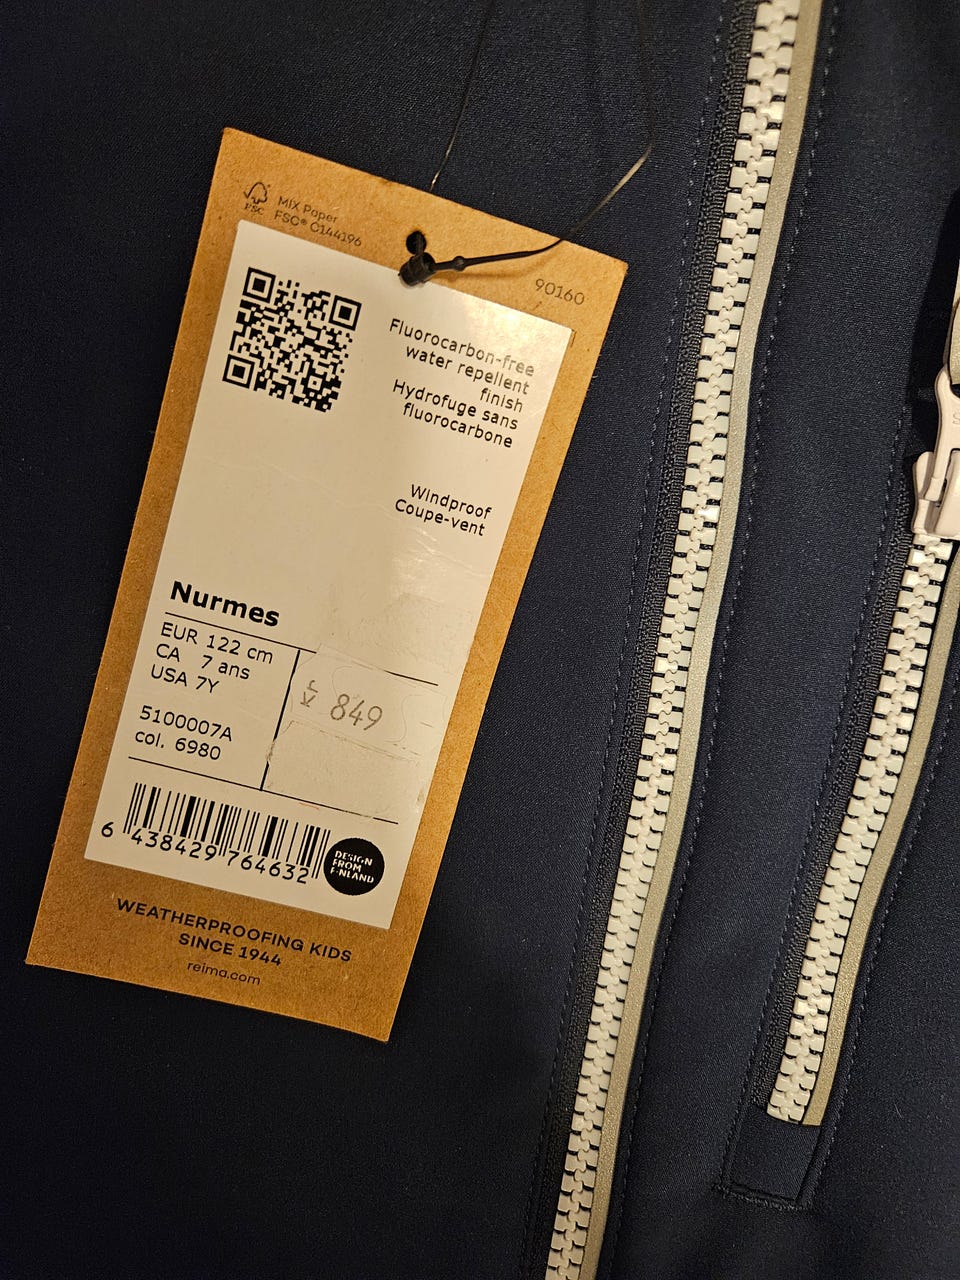 FSC
MIX Paper
FSC® C144196
90160
Fluorocarbon-free
water repellent
finish
Hydrofuge sans
fluorocarbone
Windproof
Coupe-vent
Nurmes
EUR 122 cm
CA 7 ans
USA 7Y
849
5100007A
col. 6980
6 438429 764632
DESIGN
FROM
FINLAND
WEATHERPROOFING KIDS
SINCE 1944
reima.com